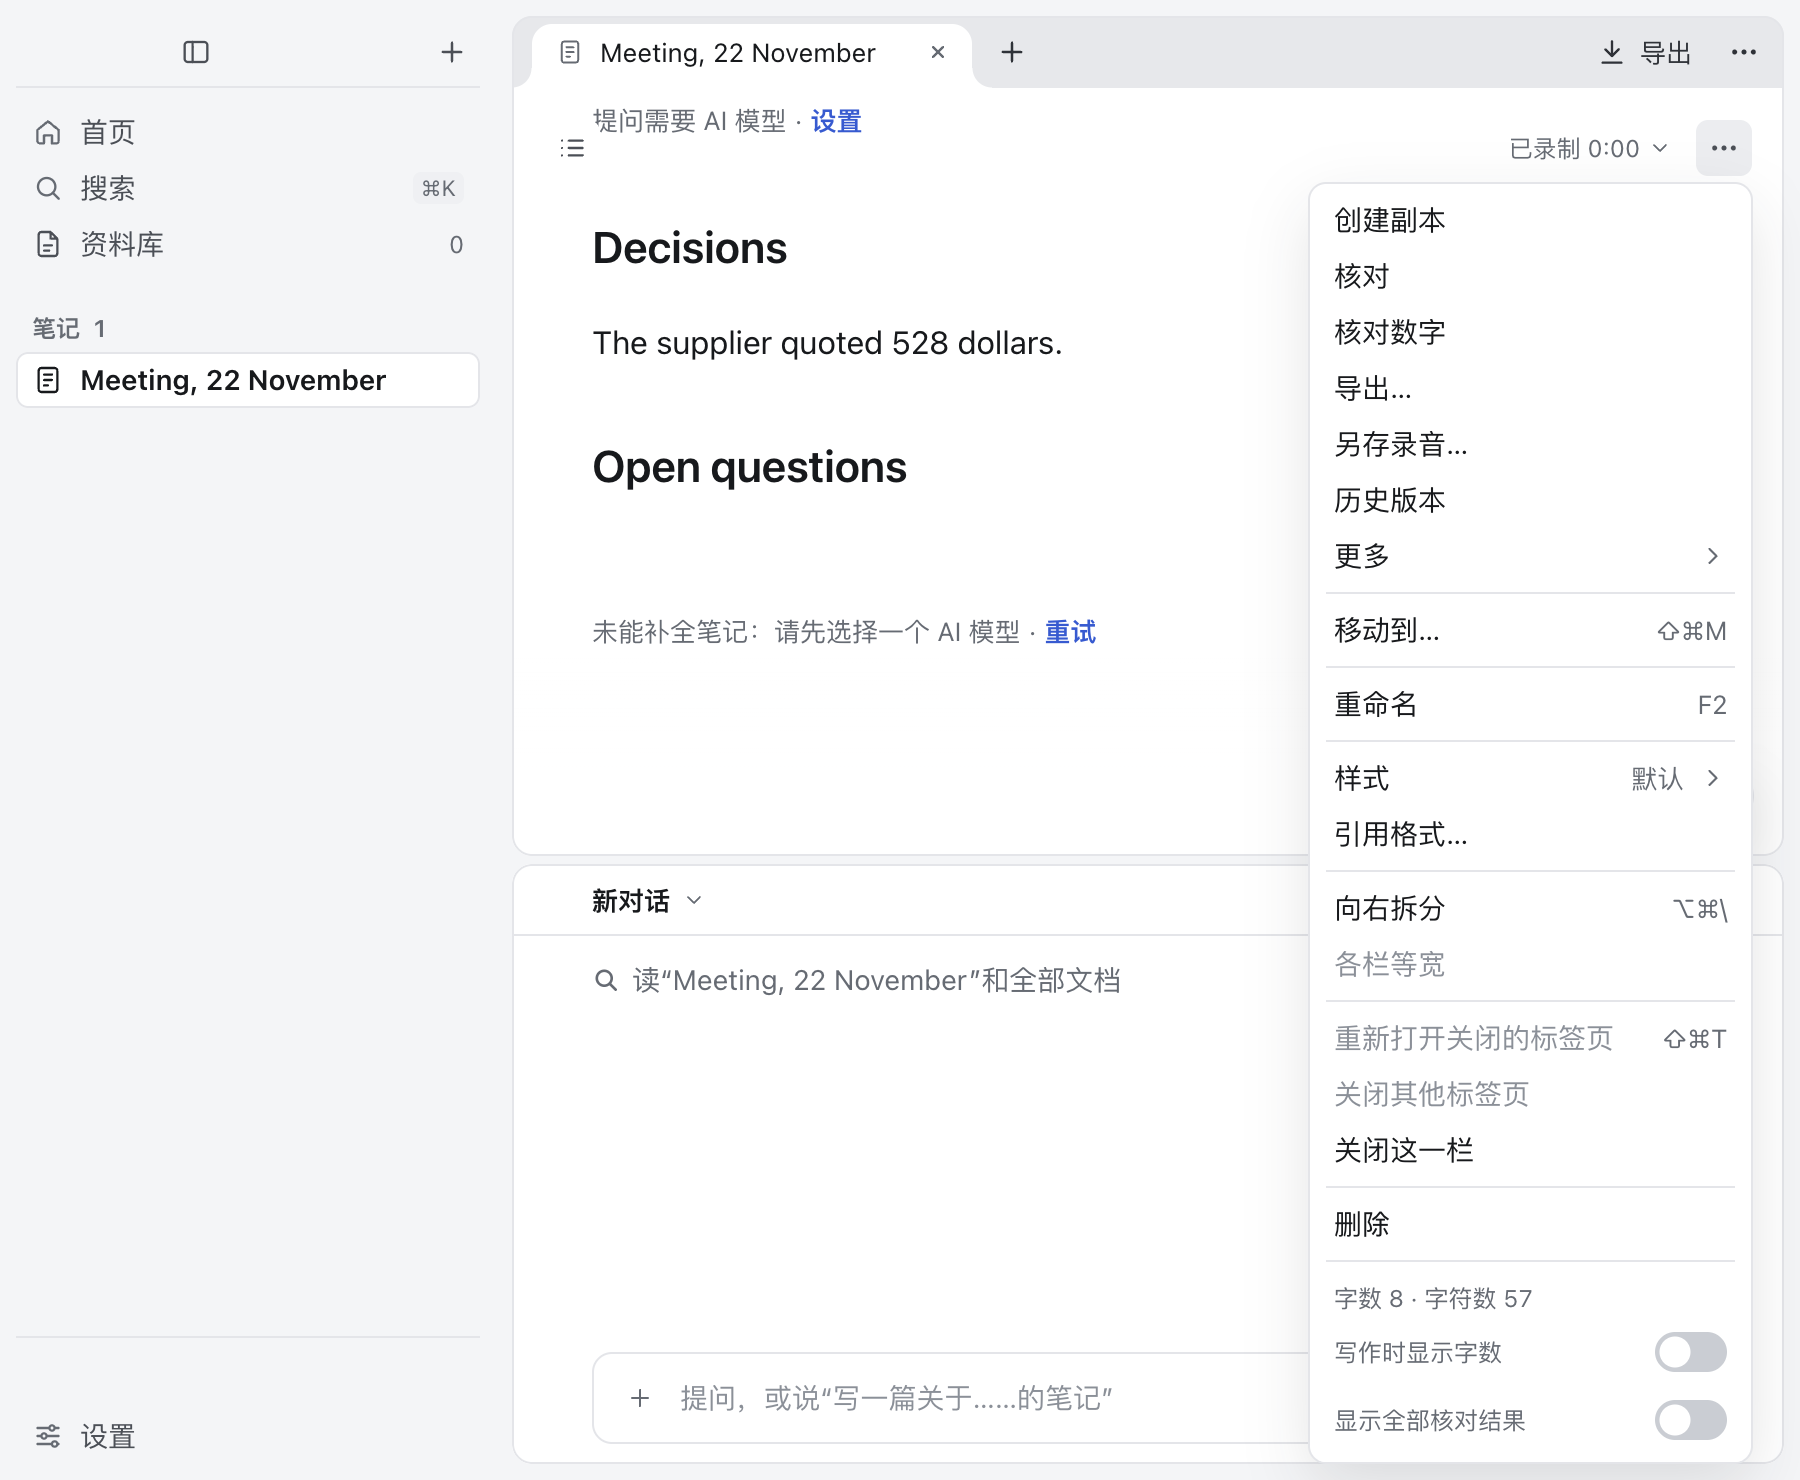 首页
搜索 ⌘K
资料库 0
笔记 1
Meeting, 22 November
设置
Meeting, 22 November
导出
提问需要 AI 模型 · 设置
已录制 0:00
Decisions
The supplier quoted 528 dollars.
Open questions
未能补全笔记：请先选择一个 AI 模型 · 重试
新对话
读“Meeting, 22 November”和全部文档
提问，或说“写一篇关于……的笔记”
创建副本
核对
核对数字
导出...
另存录音...
历史版本
更多
移动到... ⇧⌘M
重命名 F2
样式 默认
引用格式...
向右拆分 ⌥⌘\
各栏等宽
重新打开关闭的标签页 ⇧⌘T
关闭其他标签页
关闭这一栏
删除
字数 8 · 字符数 57
写作时显示字数
显示全部核对结果